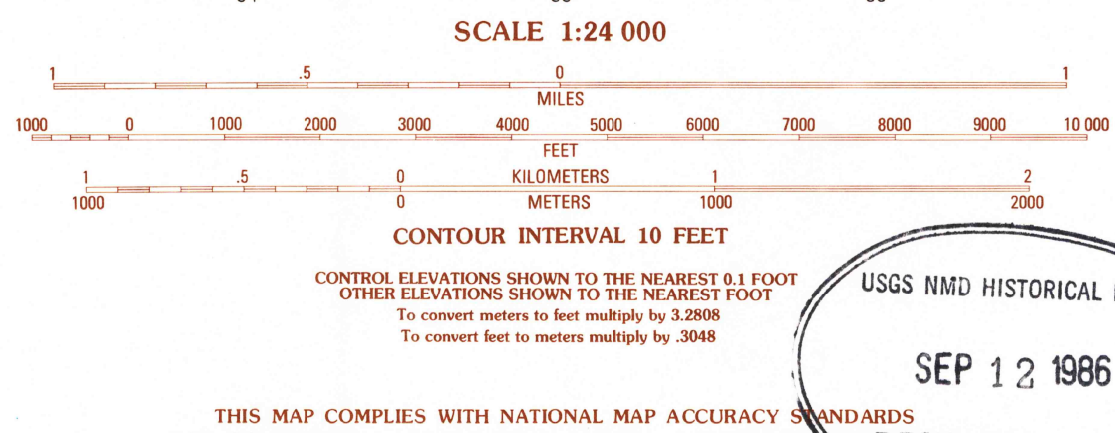 SCALE 1:24 000
1 .5 0 1
MILES
1000 0 1000 2000 3000 4000 5000 6000 7000 8000 9000 10 000
FEET
1 .5 0 KILOMETERS 1 2
1000 0 METERS 1000 2000
CONTOUR INTERVAL 10 FEET
CONTROL ELEVATIONS SHOWN TO THE NEAREST 0.1 FOOT
OTHER ELEVATIONS SHOWN TO THE NEAREST FOOT
To convert meters to feet multiply by 3.2808
To convert feet to meters multiply by .3048
USGS NMD HISTORICAL
SEP 12 1986
THIS MAP COMPLIES WITH NATIONAL MAP ACCURACY STANDARDS